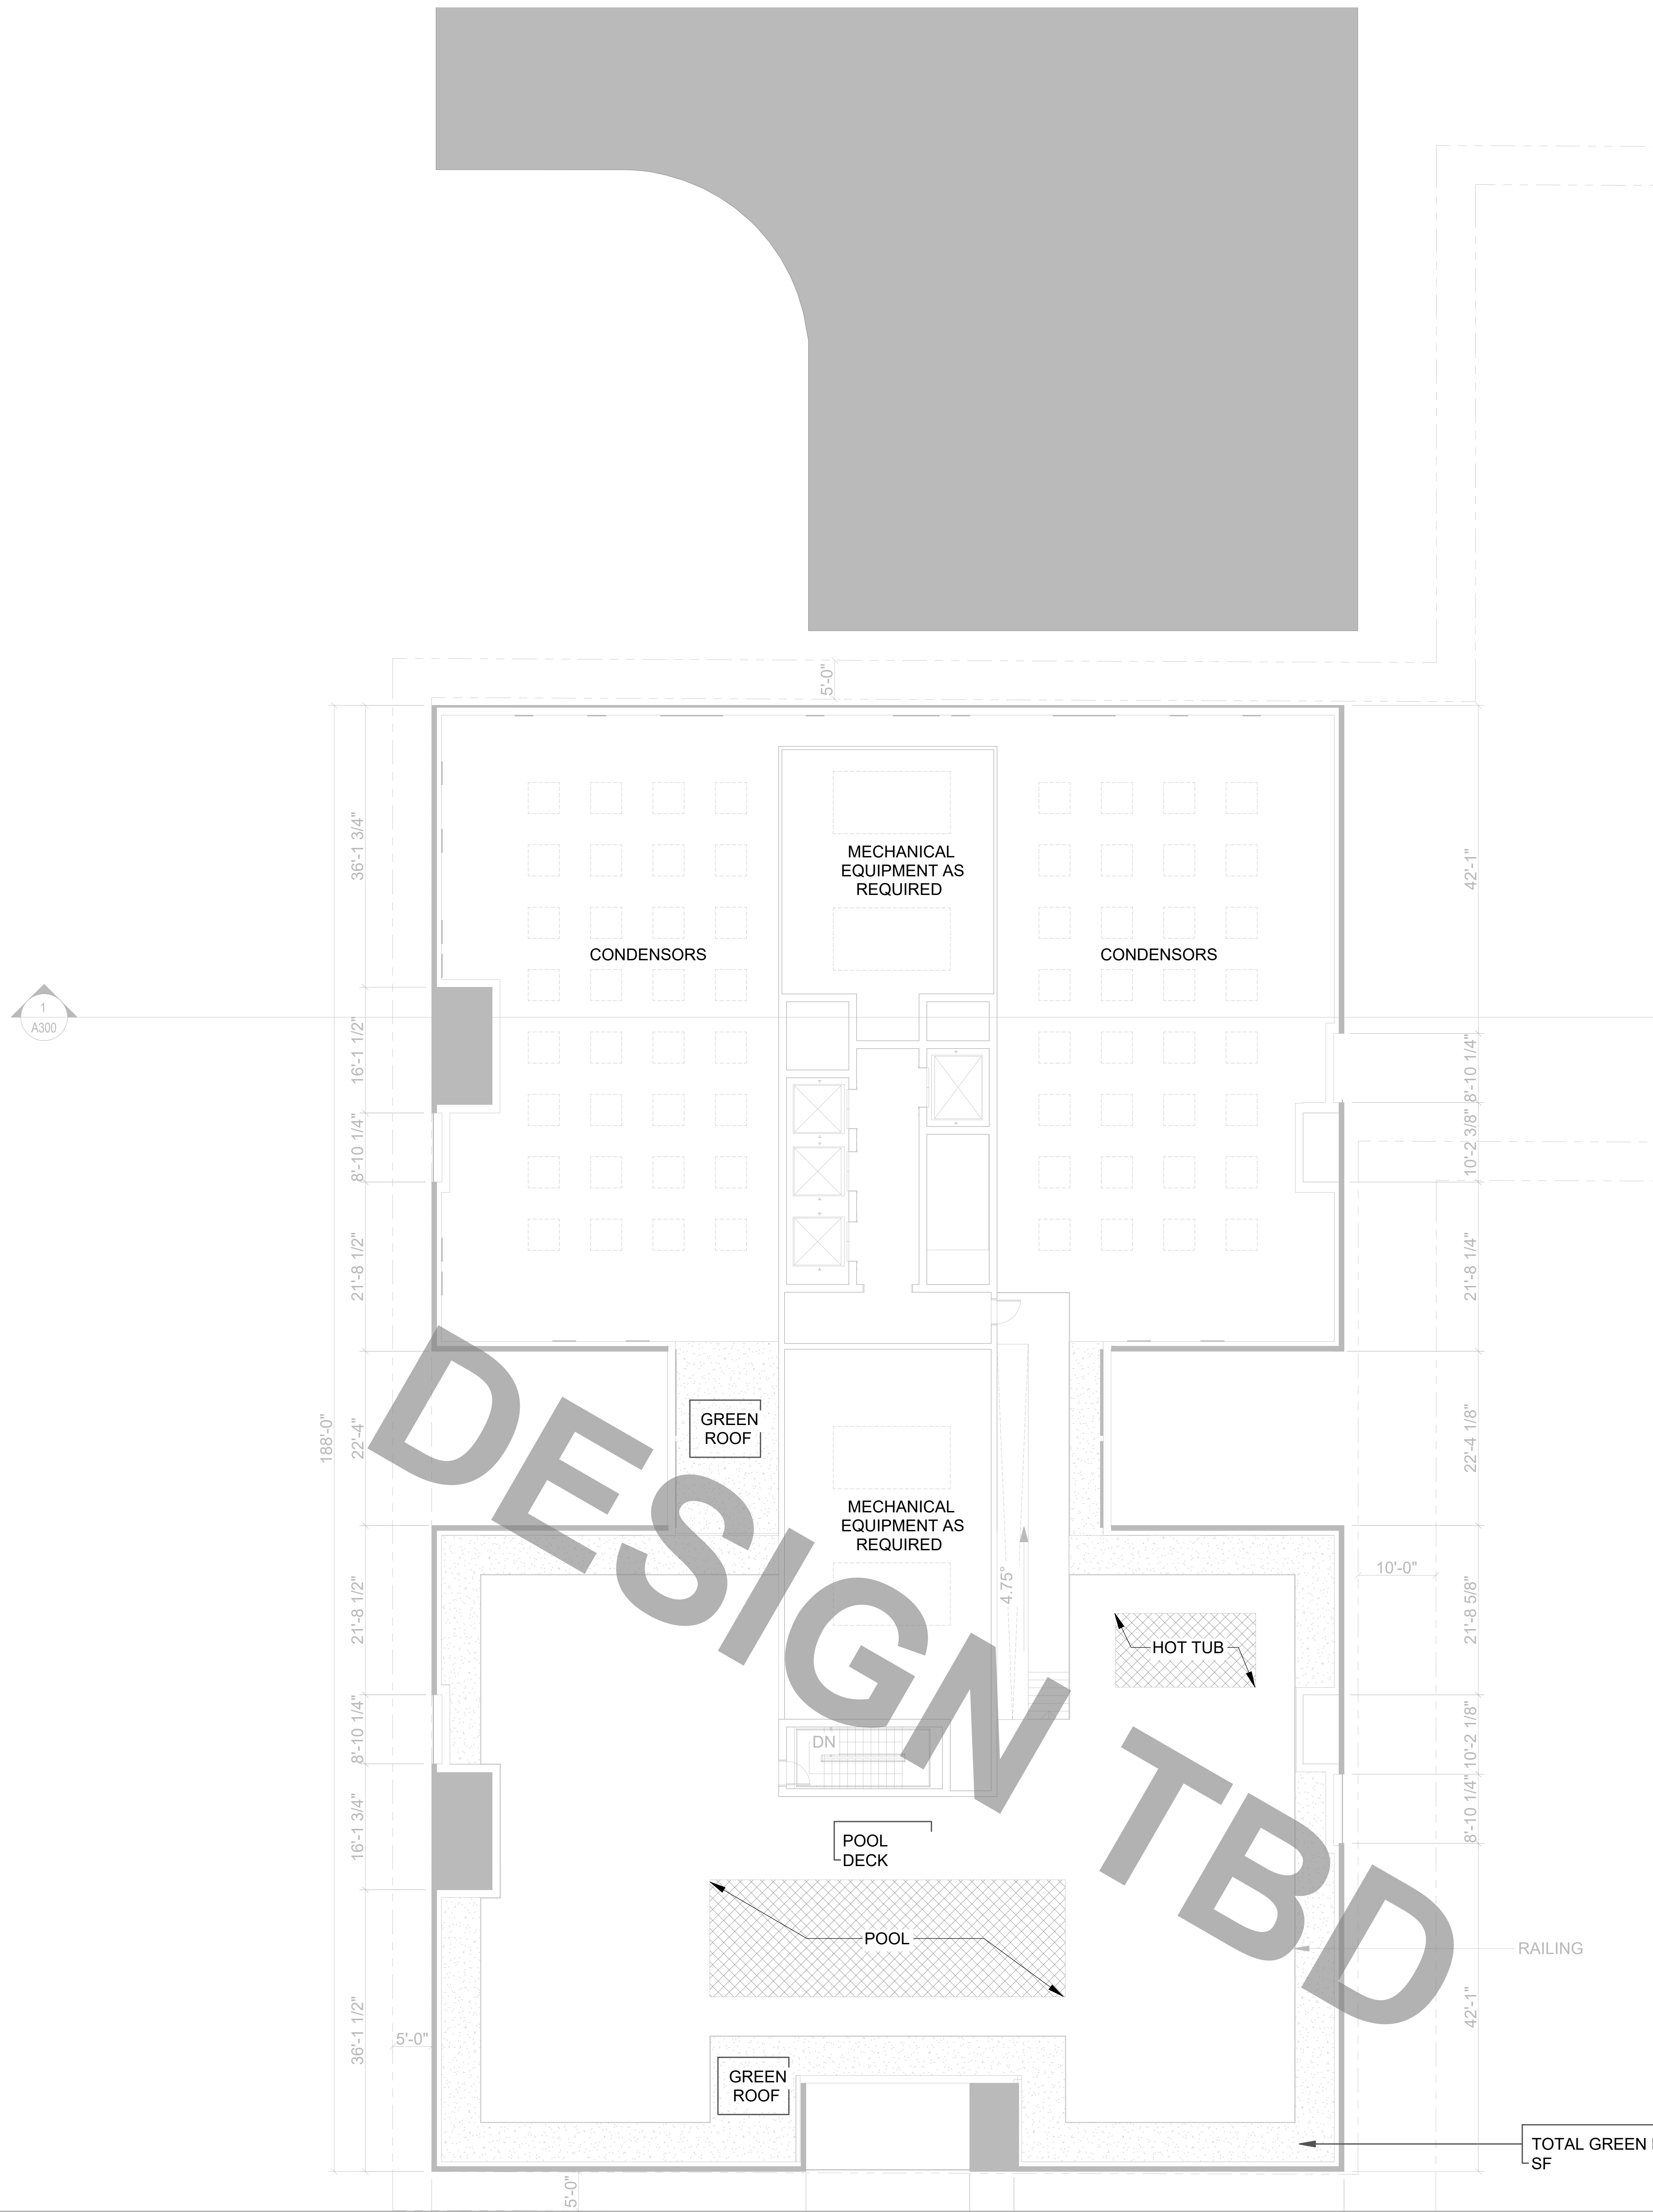 5'-0"
36'-1 3/4"
42'-1"
MECHANICAL
EQUIPMENT AS
REQUIRED
CONDENSORS
CONDENSORS
1
A300
16'-1 1/2"
8'-10 1/4"
8'-10 1/4"
10'-2 3/8"
21'-8 1/2"
21'-8 1/4"
188'-0"
22'-4"
GREEN
ROOF
22'-4 1/8"
MECHANICAL
EQUIPMENT AS
REQUIRED
4.75°
10'-0"
21'-8 1/2"
21'-8 5/8"
HOT TUB
DESIGN TBD
8'-10 1/4"
DN
10'-2 1/8"
16'-1 3/4"
8'-10 1/4"
POOL
DECK
POOL
RAILING
36'-1 1/2"
5'-0"
42'-1"
GREEN
ROOF
TOTAL GREEN
SF
5'-0"